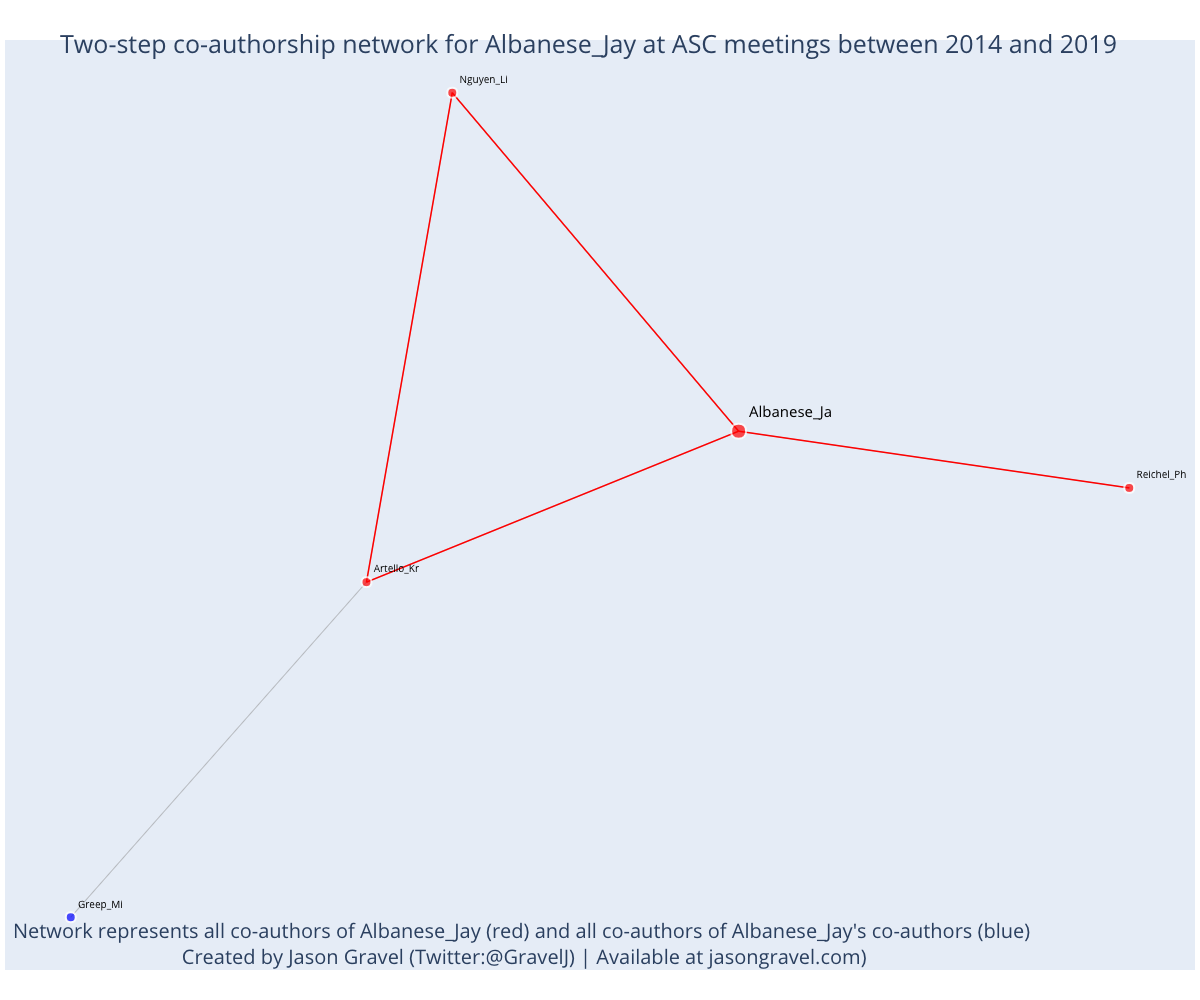 Two-step co-authorship network for Albanese_Jay at ASC meetings between 2014 and 2019
Nguyen_Li
Albanese_Ja
Reichel_Ph
Artello_Kr
Greep_Mi
Network represents all co-authors of Albanese_Jay (red) and all co-authors of Albanese_Jay's co-authors (blue)
Created by Jason Gravel (Twitter:@GravelJ) | Available at jasongravel.com)